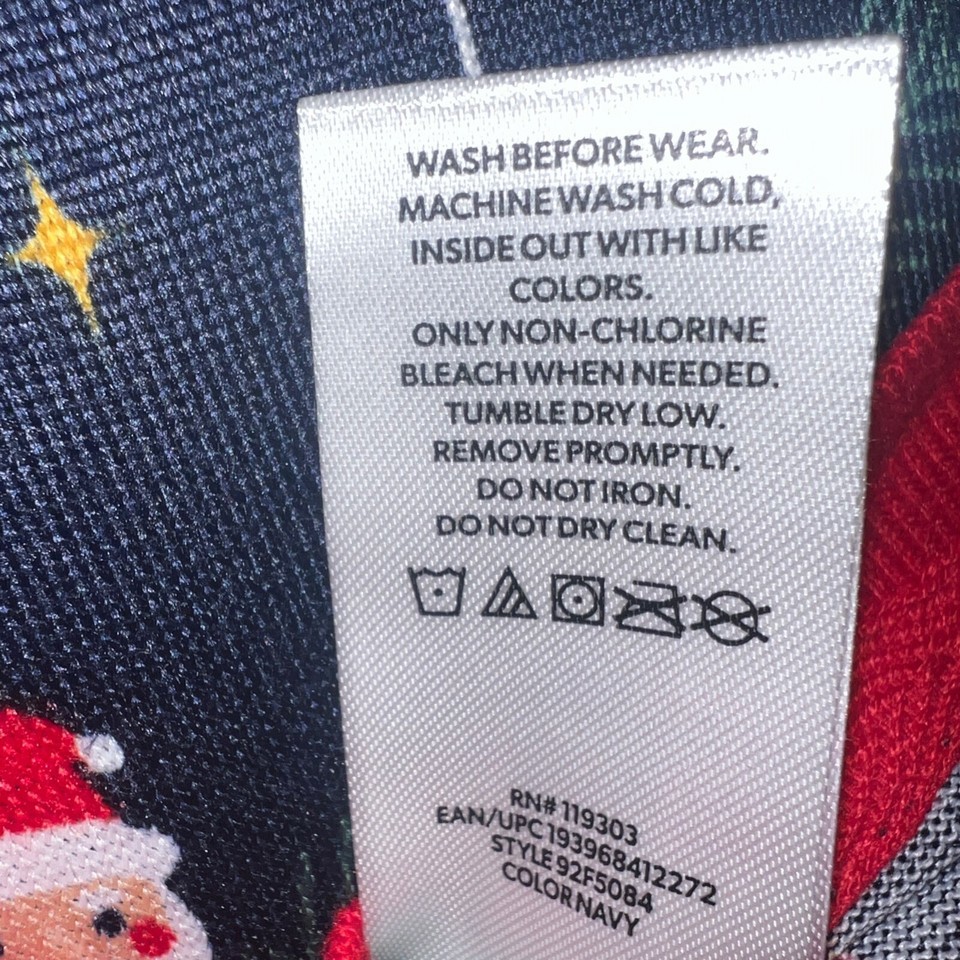 WASH BEFORE WEAR.
MACHINE WASH COLD,
INSIDE OUT WITH LIKE
COLORS.
ONLY NON-CHLORINE
BLEACH WHEN NEEDED.
TUMBLE DRY LOW.
REMOVE PROMPTLY.
DO NOT IRON.
DO NOT DRY CLEAN.
RN# 119303
EAN/UPC 193968412272
STYLE 92F5084
COLOR NAVY